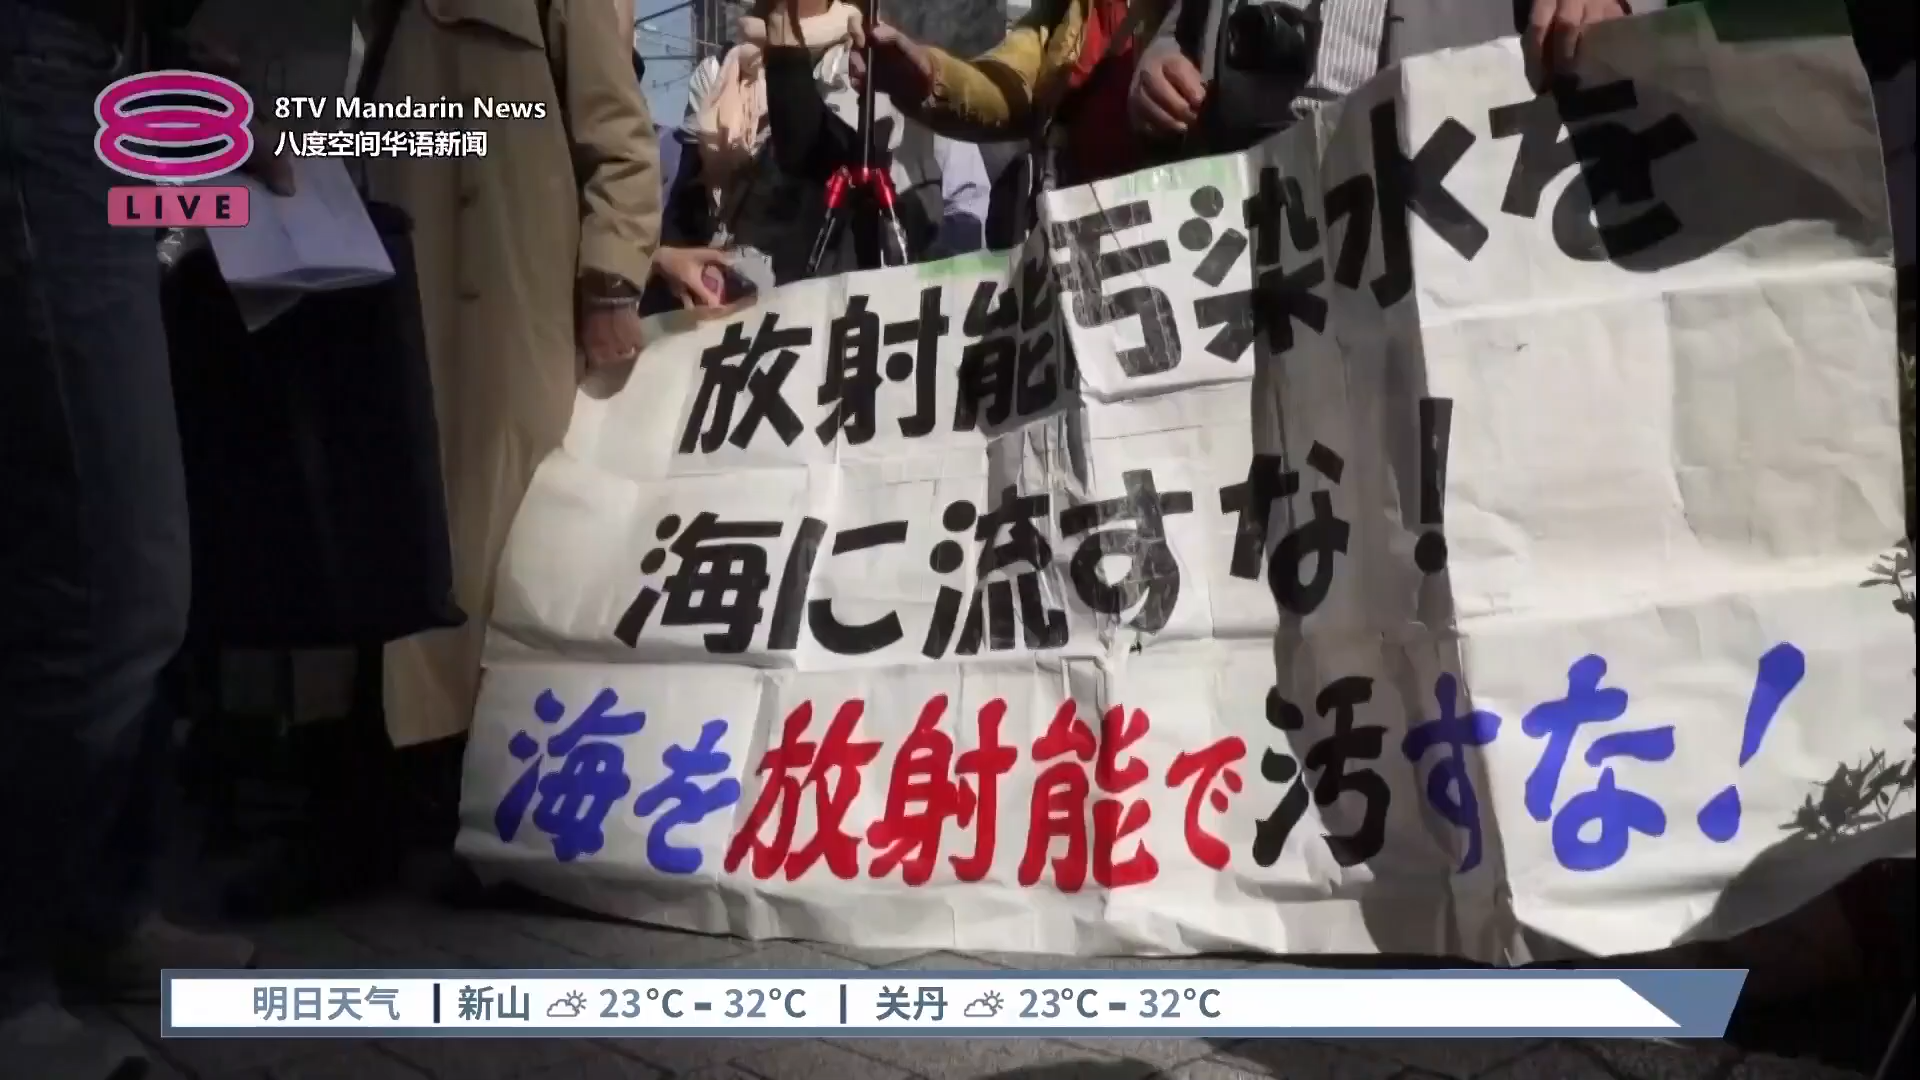 8TV Mandarin News
八度空间华语新闻
LIVE
放射能汚染水を
海に流すな!
海を放射能で汚すな!
明日天气 | 新山 23°C - 32°C | 关丹 23°C - 32°C